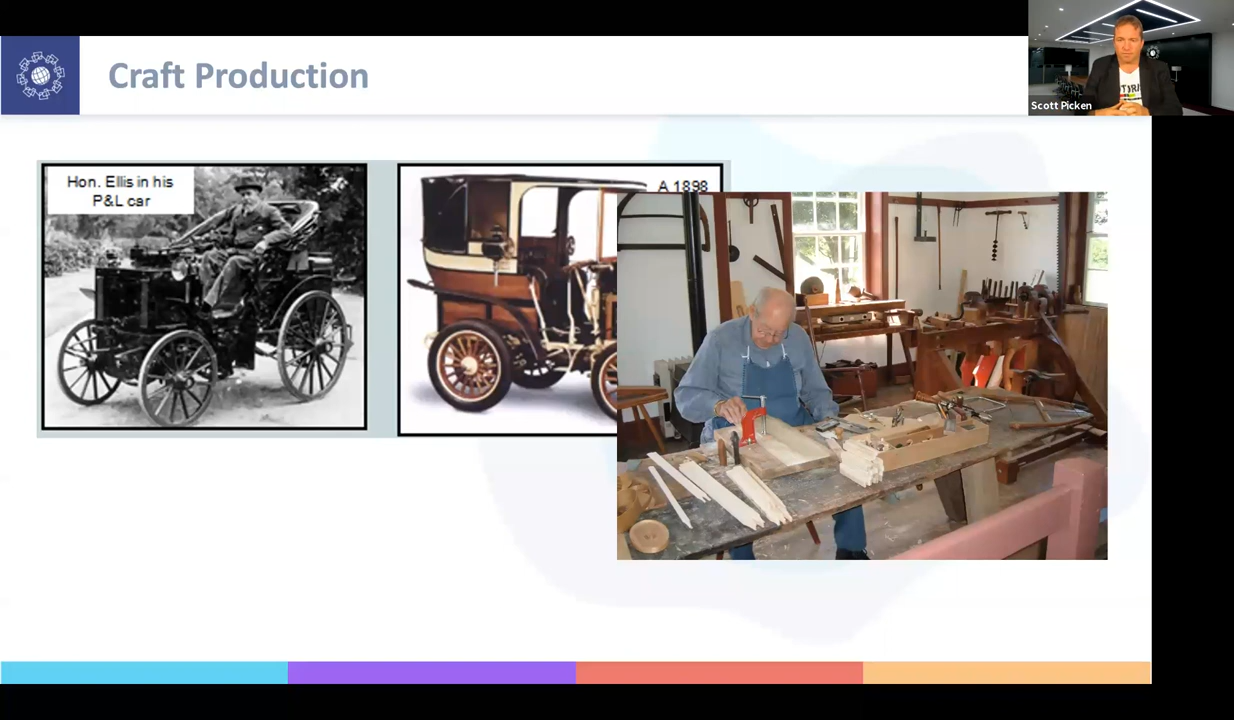 Craft Production
Scott Picken
Hon. Ellis in his
P&L car
A 1898